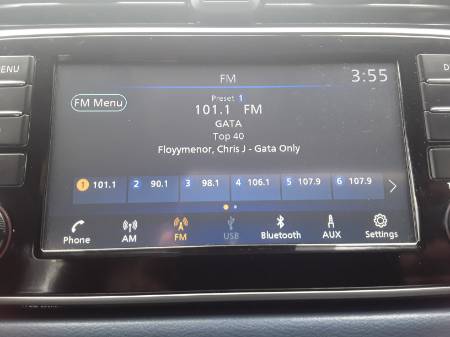 MENU
FM
3:55
D
FM Menu
Preset 1
101.1 FM
GATA
Top 40
Floyymenor, Chris J - Gata Only
1 101.1 2 90.1 3 98.1 4 106.1 5 107.9 6 107.9
Phone AM FM USB Bluetooth AUX Settings